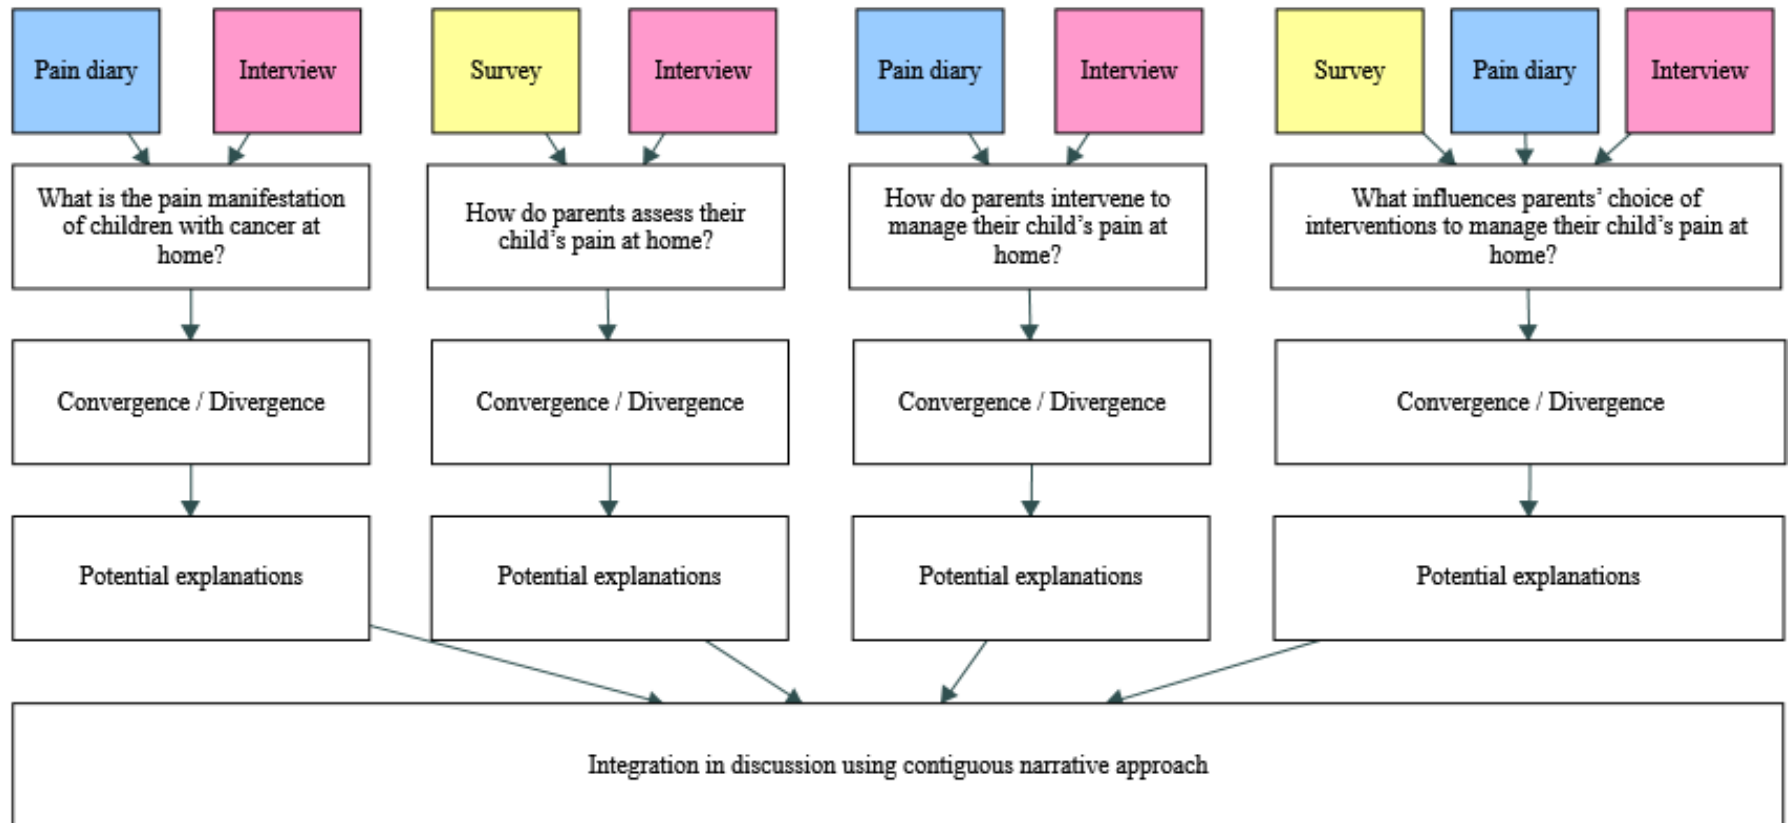 Pain diary
Interview
Survey
Interview
Pain diary
Interview
Survey
Pain diary
Interview
What is the pain manifestation
of children with cancer at
home?
How do parents assess their
child’s pain at home?
How do parents intervene to
manage their child’s pain at
home?
What influences parents’ choice of
interventions to manage their child’s pain at
home?
Convergence / Divergence
Convergence / Divergence
Convergence / Divergence
Convergence / Divergence
Potential explanations
Potential explanations
Potential explanations
Potential explanations
Integration in discussion using contiguous narrative approach